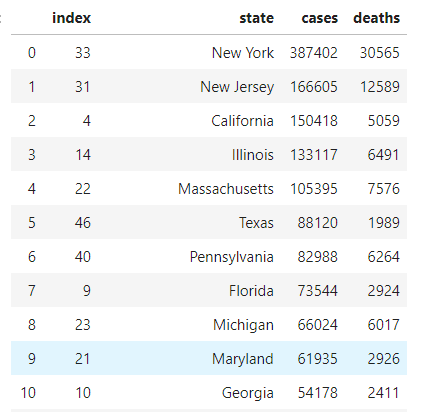 index state cases deaths
0 33 New York 387402 30565
1 31 New Jersey 166605 12589
2 4 California 150418 5059
3 14 Illinois 133117 6491
4 22 Massachusetts 105395 7576
5 46 Texas 88120 1989
6 40 Pennsylvania 82988 6264
7 9 Florida 73544 2924
8 23 Michigan 66024 6017
9 21 Maryland 61935 2926
10 10 Georgia 54178 2411